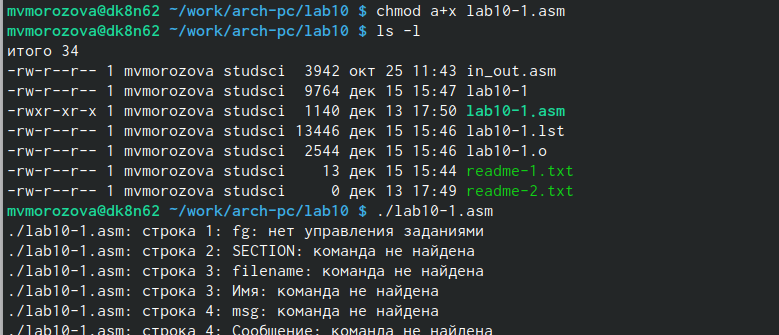 mvmorozova@dk8n62 ~/work/arch-pc/lab10 $ chmod a+x lab10-1.asm
mvmorozova@dk8n62 ~/work/arch-pc/lab10 $ ls -l
итого 34
-rw-r--r-- 1 mvmorozova studsci  3942 окт 25 11:43 in_out.asm
-rw-r--r-- 1 mvmorozova studsci  9764 дек 15 15:47 lab10-1
-rwxr-xr-x 1 mvmorozova studsci  1140 дек 13 17:50 lab10-1.asm
-rw-r--r-- 1 mvmorozova studsci 13446 дек 15 15:46 lab10-1.lst
-rw-r--r-- 1 mvmorozova studsci  2544 дек 15 15:46 lab10-1.o
-rw-r--r-- 1 mvmorozova studsci    13 дек 15 15:44 readme-1.txt
-rw-r--r-- 1 mvmorozova studsci     0 дек 13 17:49 readme-2.txt
mvmorozova@dk8n62 ~/work/arch-pc/lab10 $ ./lab10-1.asm
./lab10-1.asm: строка 1: fg: нет управления заданиями
./lab10-1.asm: строка 2: SECTION: команда не найдена
./lab10-1.asm: строка 3: filename: команда не найдена
./lab10-1.asm: строка 3: Имя: команда не найдена
./lab10-1.asm: строка 4: msg: команда не найдена
./lab10-1.asm: строка 4: Сообщение: команда не найдена